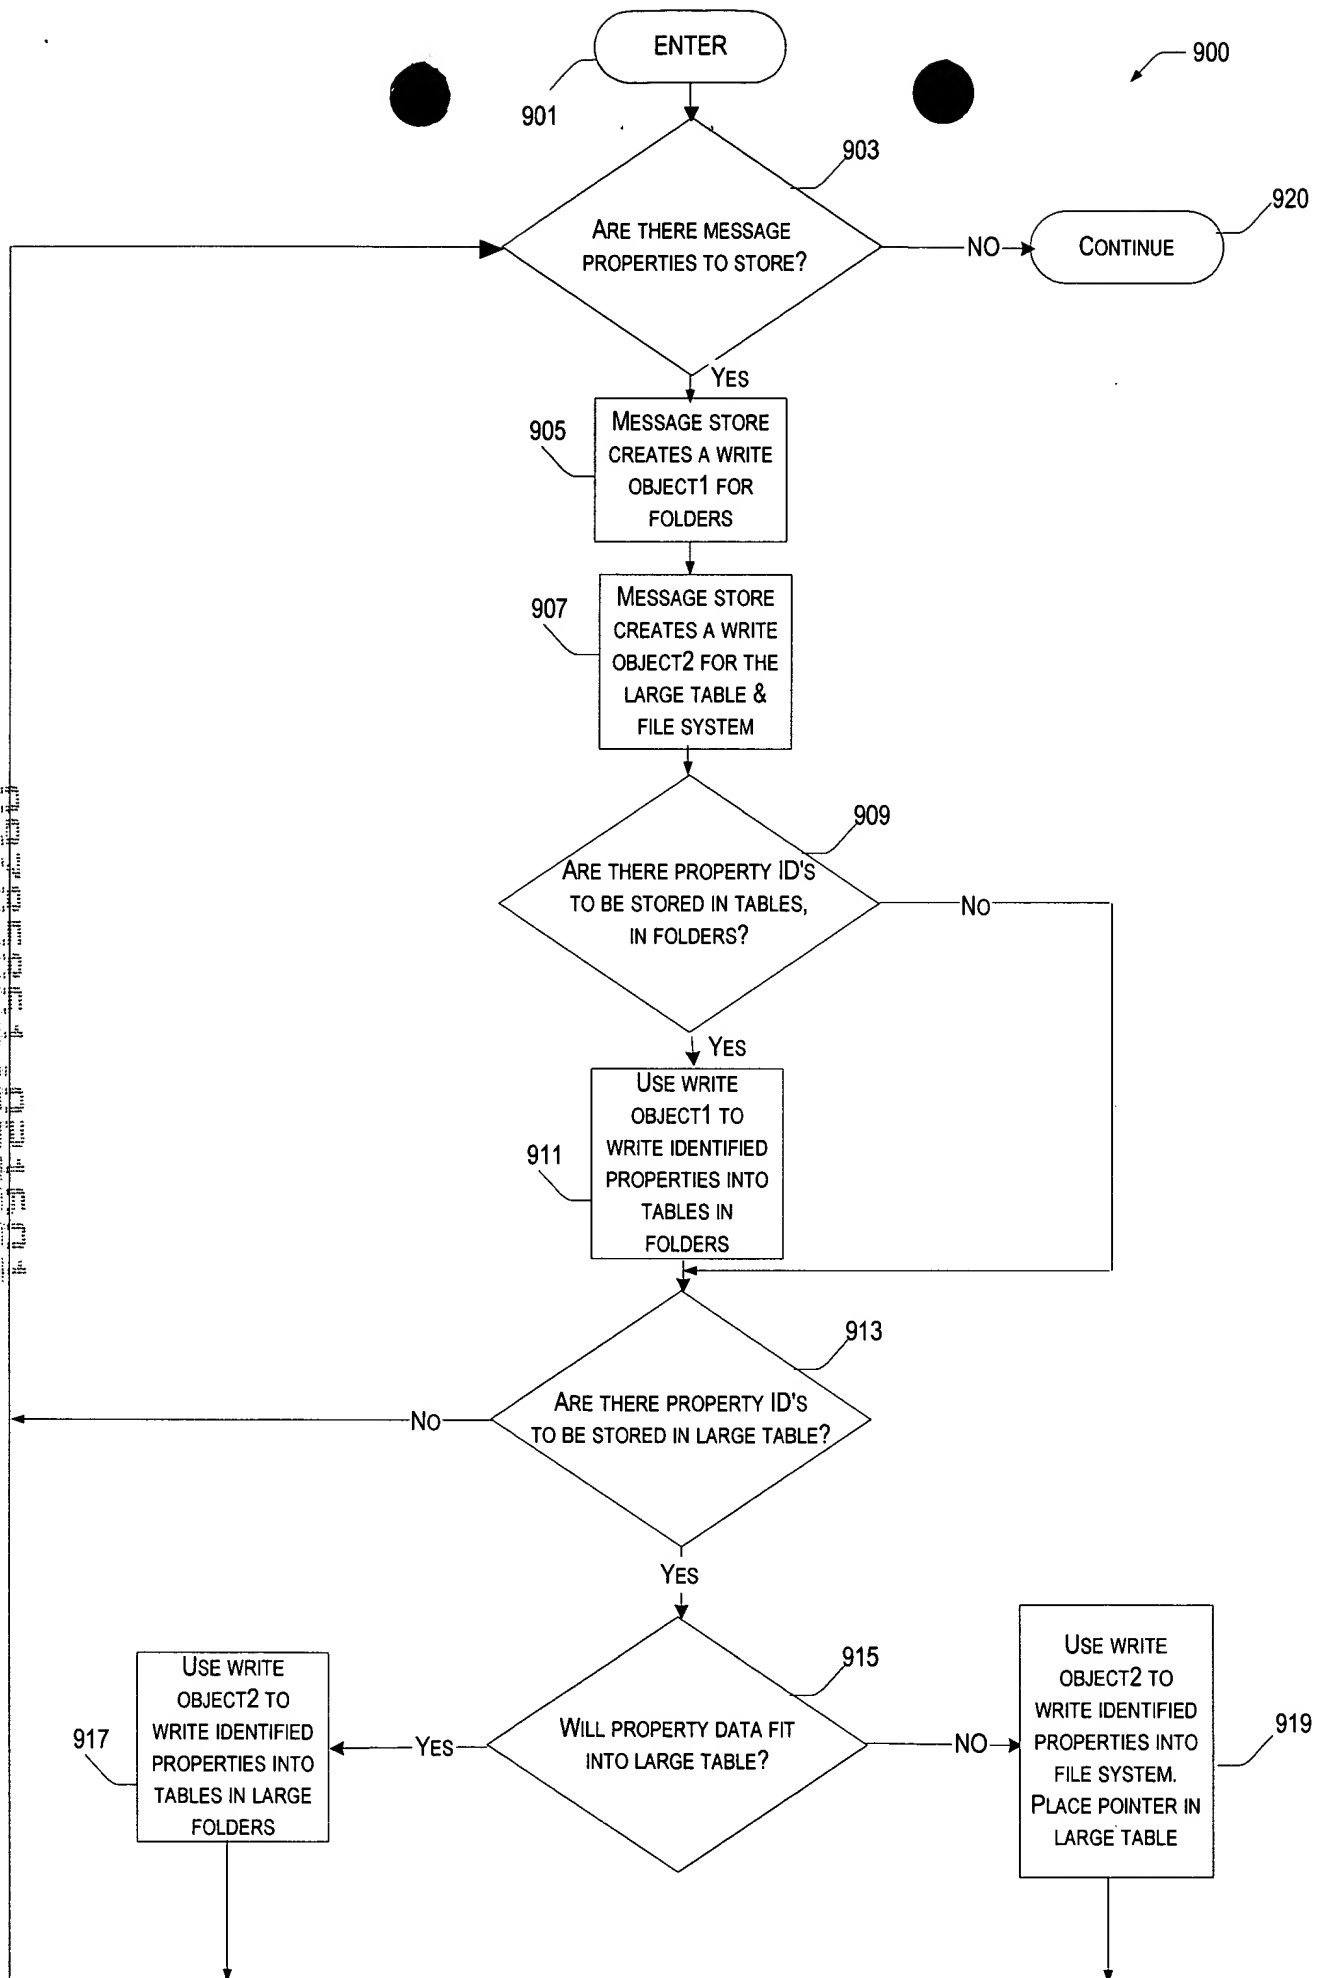 ENTER
900
901
903
920
ARE THERE MESSAGE
PROPERTIES TO STORE?
NO
CONTINUE
YES
905
MESSAGE STORE
CREATES A WRITE
OBJECT1 FOR
FOLDERS
907
MESSAGE STORE
CREATES A WRITE
OBJECT2 FOR THE
LARGE TABLE &
FILE SYSTEM
909
ARE THERE PROPERTY ID'S
TO BE STORED IN TABLES,
IN FOLDERS?
NO
YES
911
USE WRITE
OBJECT1 TO
WRITE IDENTIFIED
PROPERTIES INTO
TABLES IN
FOLDERS
913
ARE THERE PROPERTY ID'S
TO BE STORED IN LARGE TABLE?
NO
YES
915
WILL PROPERTY DATA FIT
INTO LARGE TABLE?
YES
NO
917
USE WRITE
OBJECT2 TO
WRITE IDENTIFIED
PROPERTIES INTO
TABLES IN LARGE
FOLDERS
919
USE WRITE
OBJECT2 TO
WRITE IDENTIFIED
PROPERTIES INTO
FILE SYSTEM.
PLACE POINTER IN
LARGE TABLE